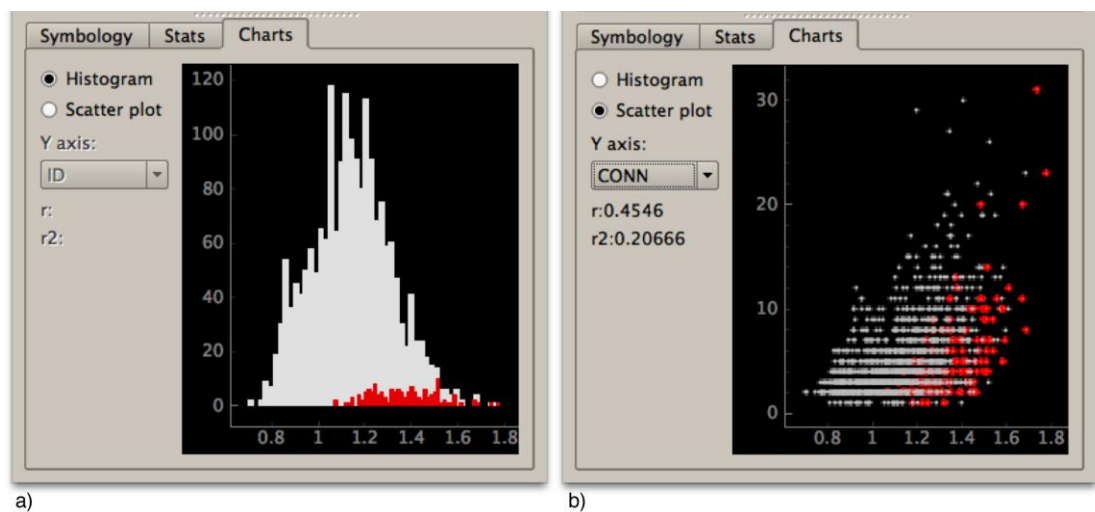 Symbology Stats Charts
Histogram
Scatter plot
Y axis:
ID
r:
r2:
120
100
80
60
40
20
0
0.8 1 1.2 1.4 1.6 1.8
a)
Symbology Stats Charts
Histogram
Scatter plot
Y axis:
CONN
r:0.4546
r2:0.20666
30
20
10
0
0.8 1 1.2 1.4 1.6 1.8
b)